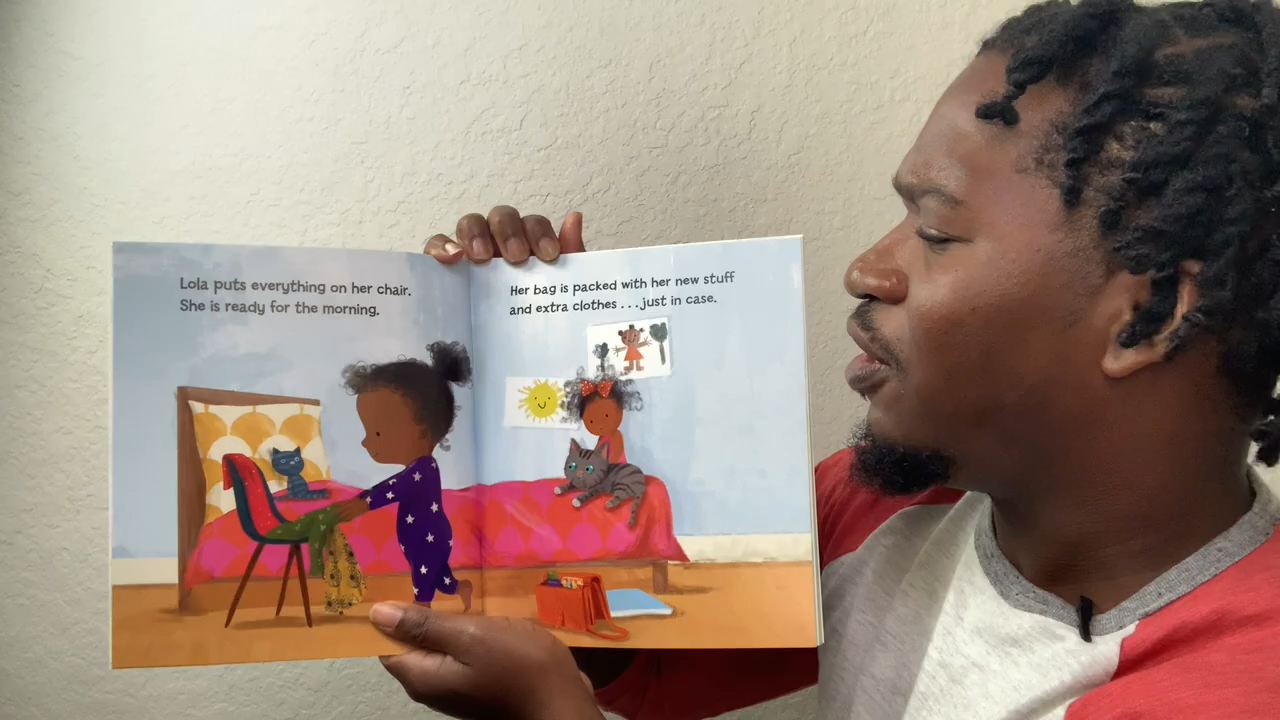 Lola puts everything on her chair.
She is ready for the morning.
Her bag is packed with her new stuff
and extra clothes . . . just in case.